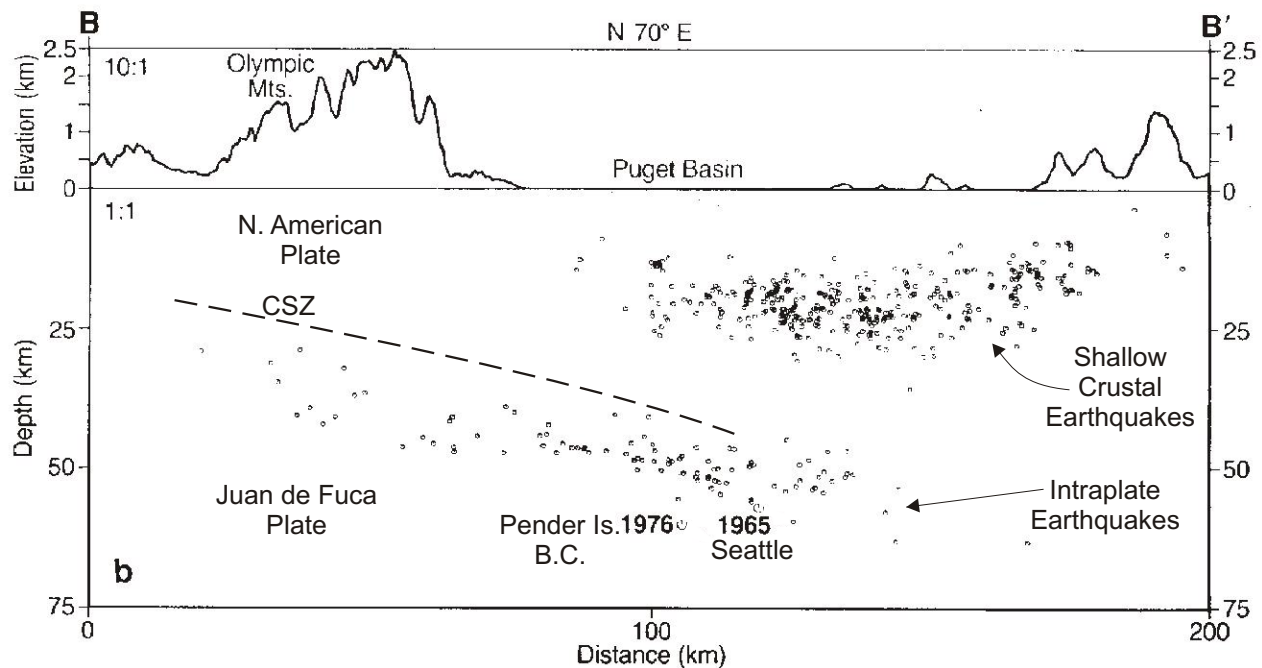 B
N 70° E
B'
2.5
2
1
0
Elevation (km)
10:1
Olympic
Mts.
Puget Basin
2.5
2
1
0
1:1
N. American
Plate
CSZ
25
50
75
Depth (km)
25
50
75
Shallow
Crustal
Earthquakes
Juan de Fuca
Plate
Pender Is. 1976
B.C.
1965
Seattle
Intraplate
Earthquakes
b
0
100
200
Distance (km)